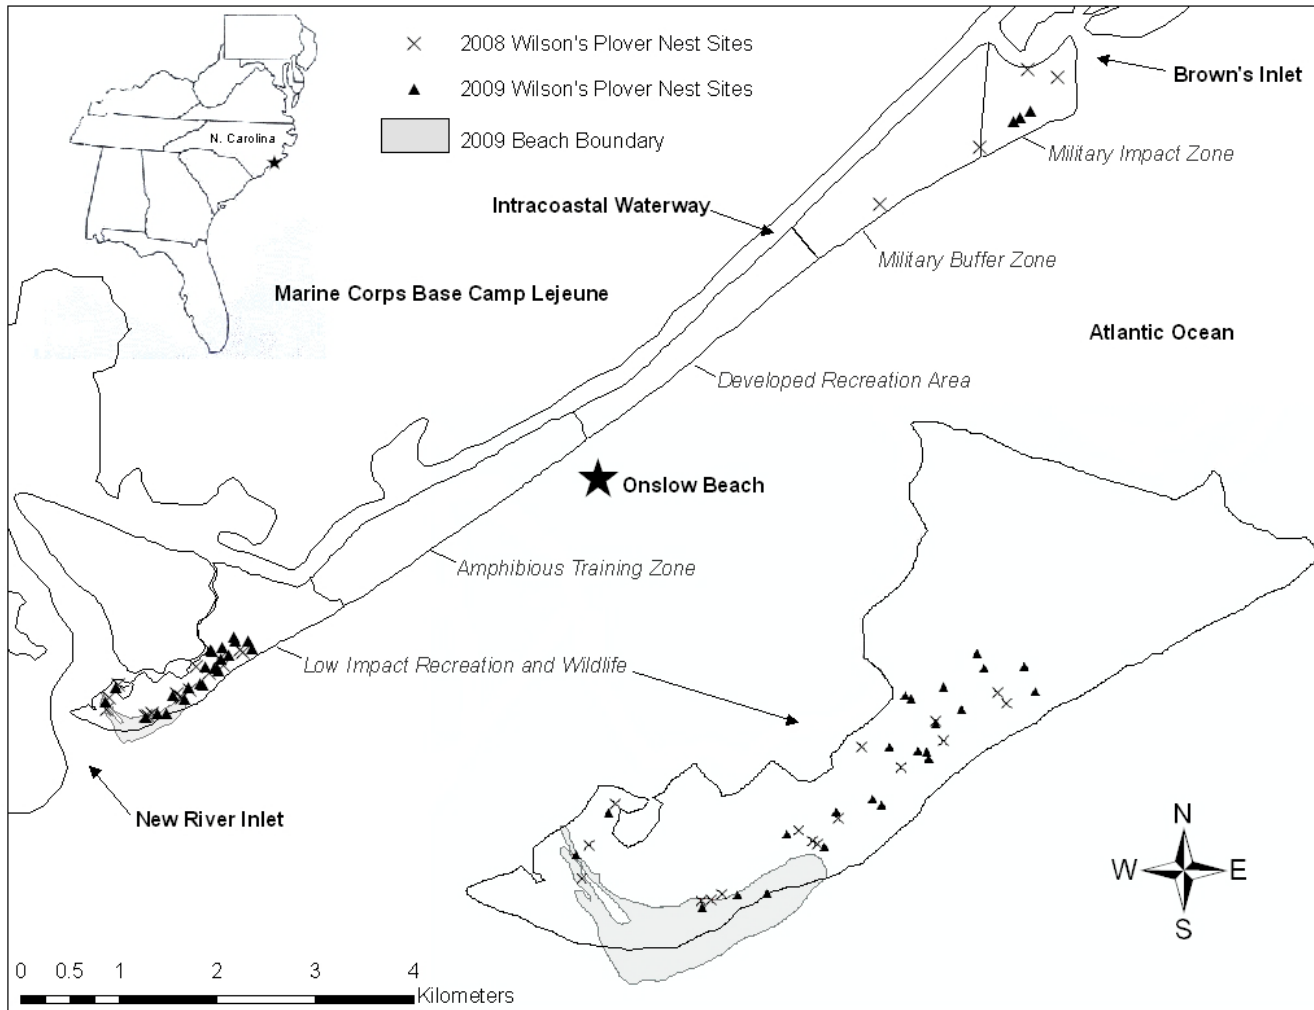 2008 Wilson's Plover Nest Sites
2009 Wilson's Plover Nest Sites
2009 Beach Boundary
N. Carolina
Brown's Inlet
Military Impact Zone
Intracoastal Waterway
Military Buffer Zone
Marine Corps Base Camp Lejeune
Atlantic Ocean
Developed Recreation Area
Onslow Beach
Amphibious Training Zone
Low Impact Recreation and Wildlife
New River Inlet
N
W E
S
0 0.5 1 2 3 4
Kilometers